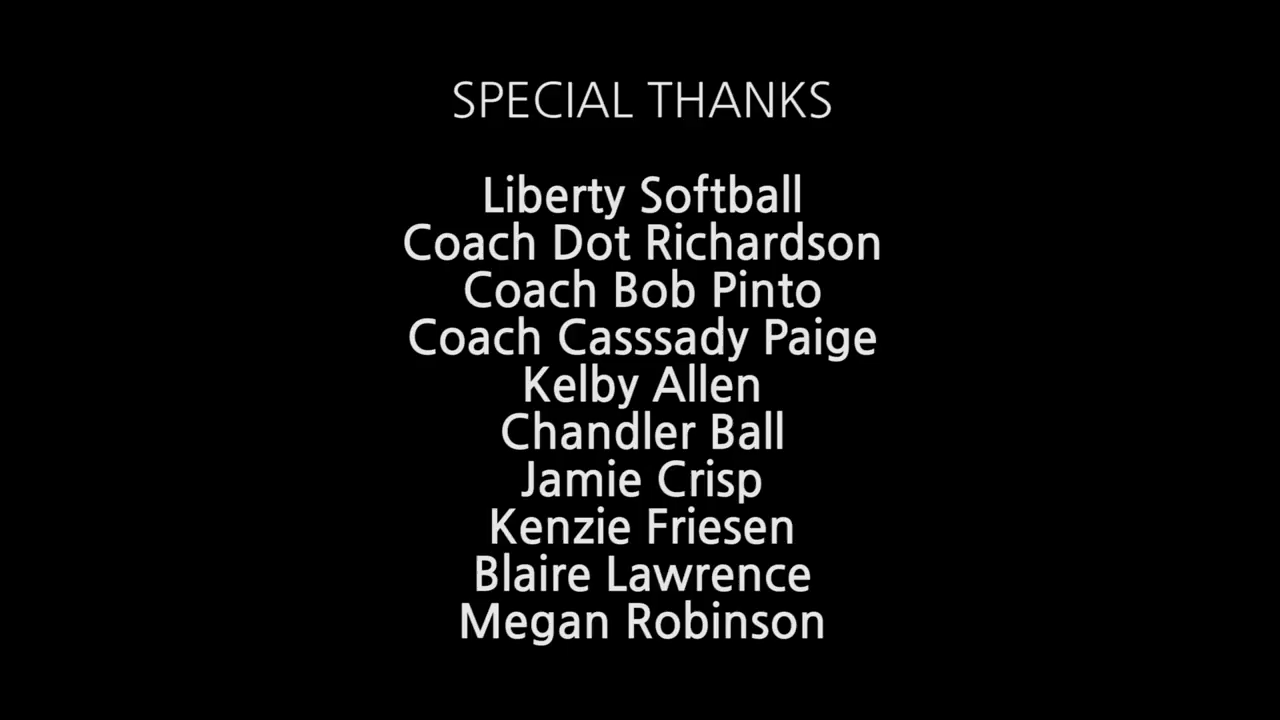 SPECIAL THANKS
Liberty Softball
Coach Dot Richardson
Coach Bob Pinto
Coach Casssady Paige
Kelby Allen
Chandler Ball
Jamie Crisp
Kenzie Friesen
Blaire Lawrence
Megan Robinson